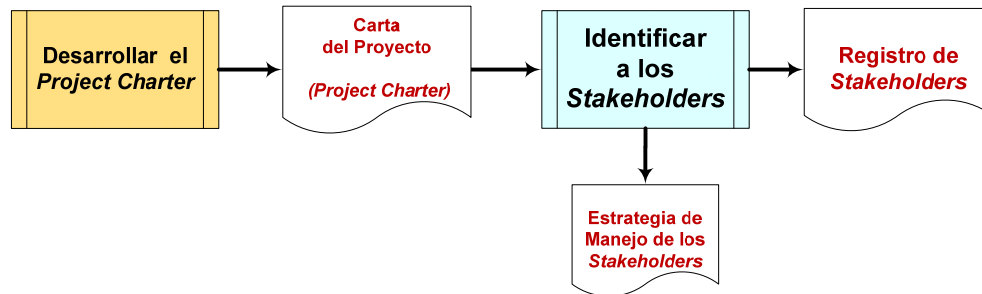 Desarrollar el
Project Charter
Carta
del Proyecto
(Project Charter)
Identificar
a los
Stakeholders
Registro de
Stakeholders
Estrategia de
Manejo de los
Stakeholders